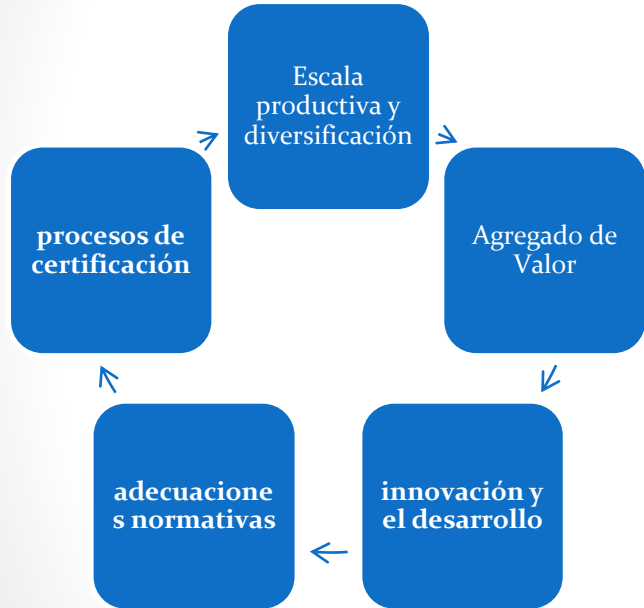 Escala
productiva y
diversificación
Agregado de
Valor
innovación y
el desarrollo
adecuacione
s normativas
procesos de
certificación